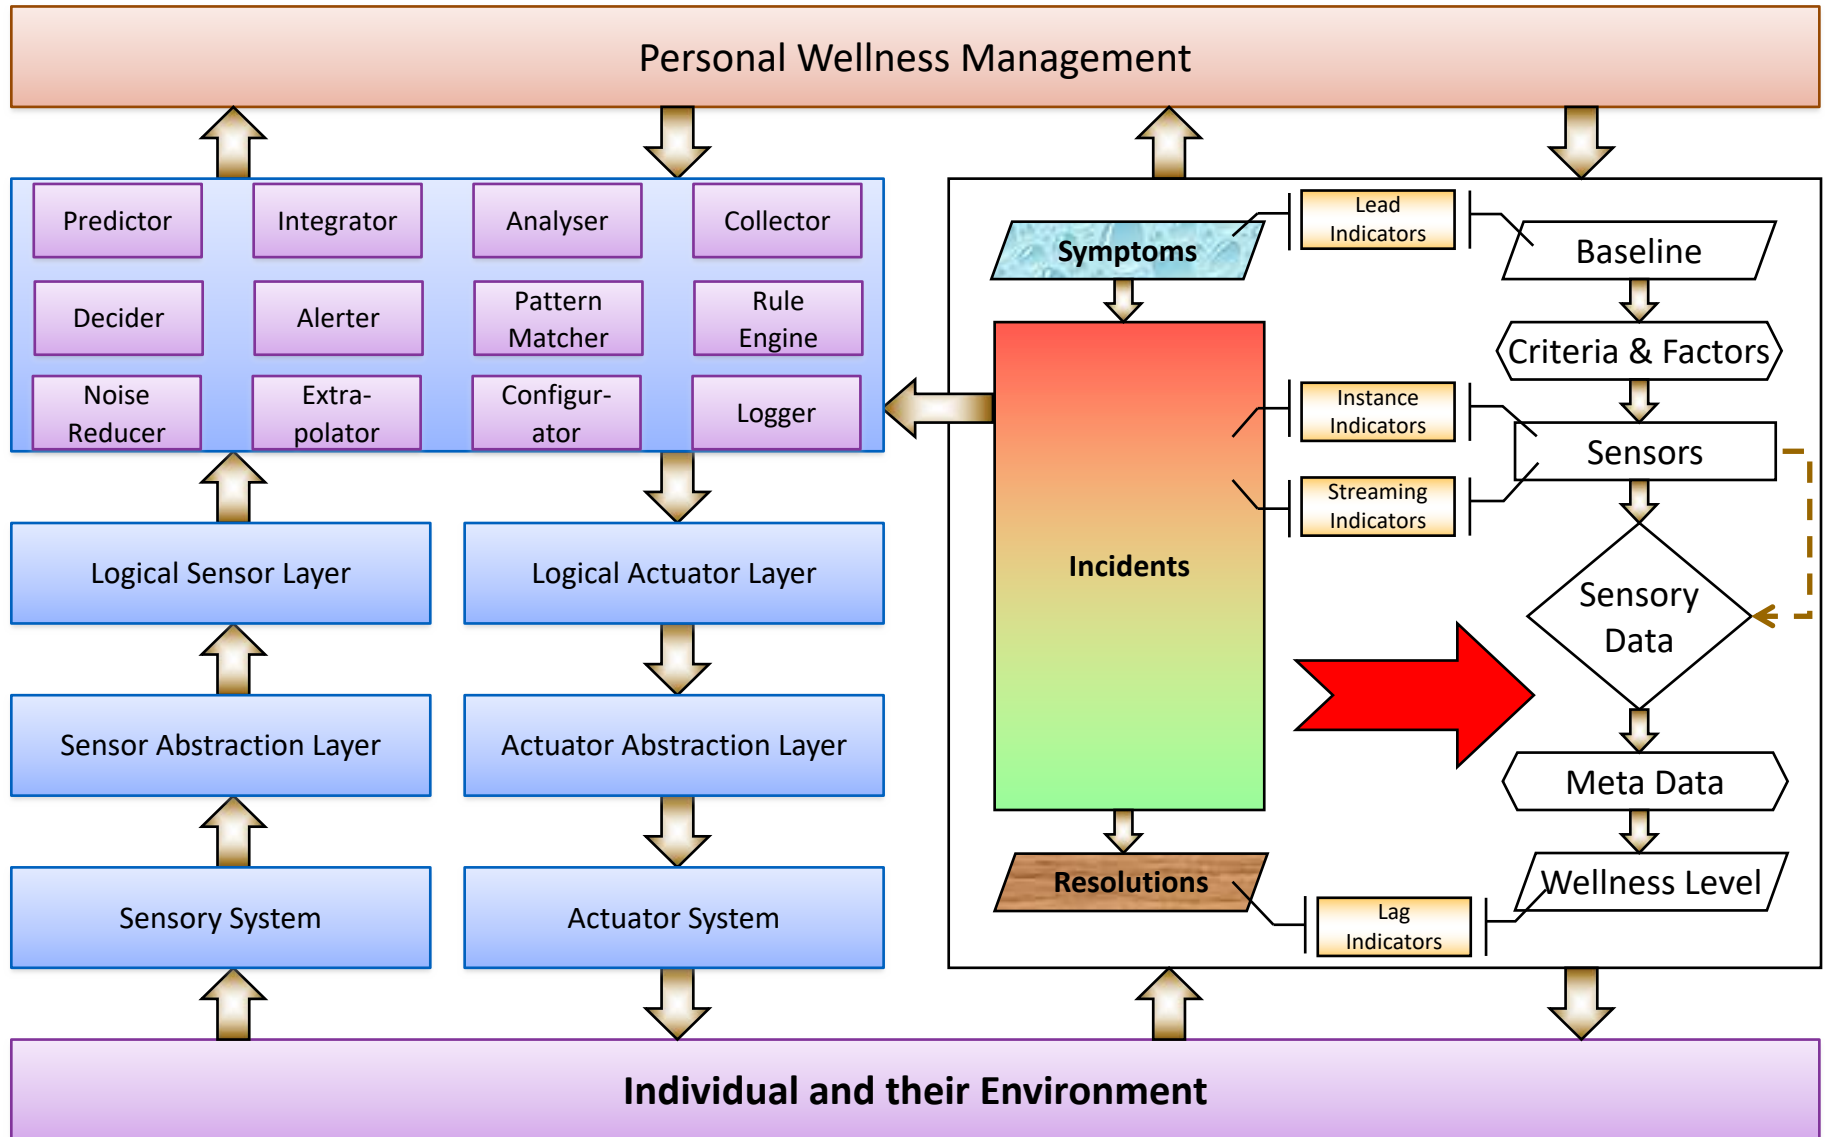 Personal Wellness Management
Predictor
Integrator
Analyser
Collector
Decider
Alerter
Pattern
Matcher
Rule
Engine
Noise
Reducer
Extra-
polator
Configur-
ator
Logger
Logical Sensor Layer
Logical Actuator Layer
Sensor Abstraction Layer
Actuator Abstraction Layer
Sensory System
Actuator System
Symptoms
Lead
Indicators
Baseline
Criteria & Factors
Instance
Indicators
Sensors
Streaming
Indicators
Incidents
Sensory
Data
Meta Data
Resolutions
Wellness Level
Lag
Indicators
Individual and their Environment